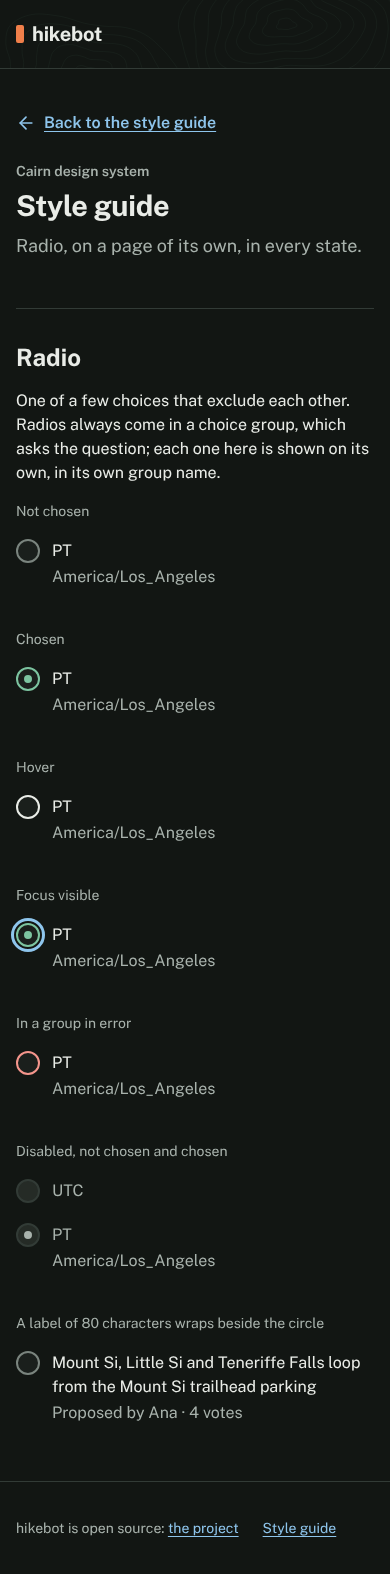 hikebot
Back to the style guide
Cairn design system
Style guide
Radio, on a page of its own, in every state.
Radio
One of a few choices that exclude each other.
Radios always come in a choice group, which
asks the question; each one here is shown on its
own, in its own group name.
Not chosen
PT
America/Los_Angeles
Chosen
PT
America/Los_Angeles
Hover
PT
America/Los_Angeles
Focus visible
PT
America/Los_Angeles
In a group in error
PT
America/Los_Angeles
Disabled, not chosen and chosen
UTC
PT
America/Los_Angeles
A label of 80 characters wraps beside the circle
Mount Si, Little Si and Teneriffe Falls loop
from the Mount Si trailhead parking
Proposed by Ana · 4 votes
hikebot is open source: the project Style guide